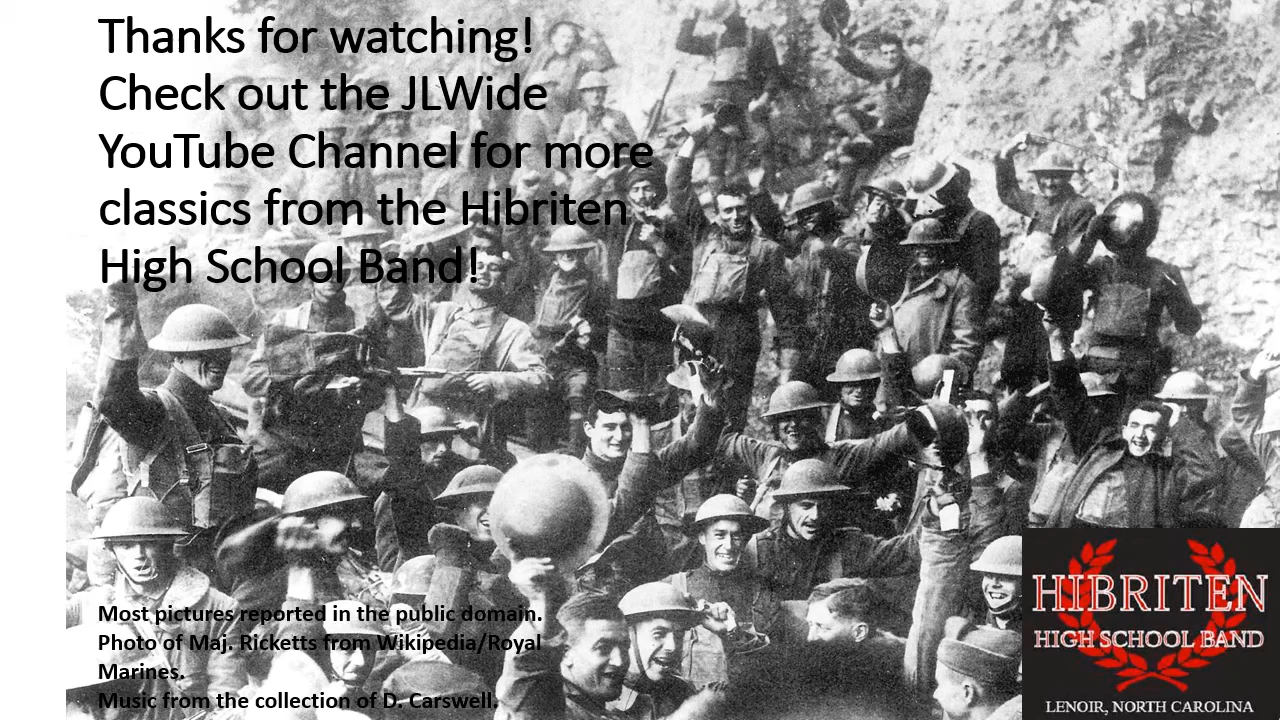 Thanks for watching!
Check out the JLWide
YouTube Channel for more
classics from the Hibriten
High School Band!
Most pictures reported in the public domain.
Photo of Maj. Ricketts from Wikipedia/Royal
Marines.
Music from the collection of D. Carswell.
HIBRITEN
HIGH SCHOOL BAND
LENOIR, NORTH CAROLINA